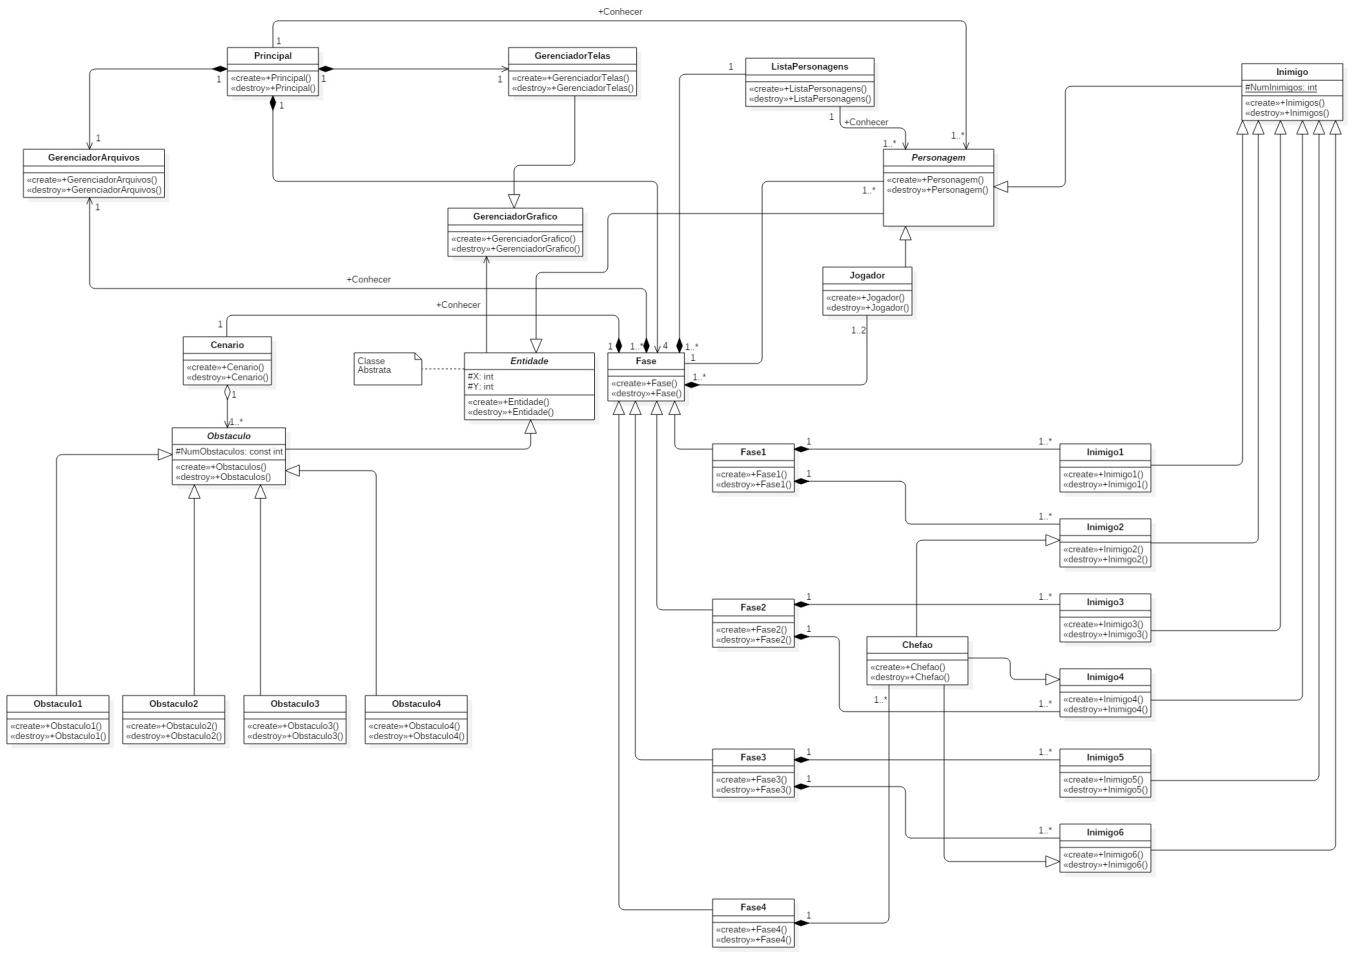 +Conhecer
1
1..*
Principal
«create»+Principal()
«destroy»+Principal()
1
1
1
GerenciadorTelas
«create»+GerenciadorTelas()
«destroy»+GerenciadorTelas()
1
ListaPersonagens
«create»+ListaPersonagens()
«destroy»+ListaPersonagens()
1
1
+Conhecer
1..*
Inimigo
#NumInimigos: int
«create»+Inimigos()
«destroy»+Inimigos()
1
GerenciadorArquivos
«create»+GerenciadorArquivos()
«destroy»+GerenciadorArquivos()
1
Personagem
«create»+Personagem()
«destroy»+Personagem()
1..*
GerenciadorGrafico
«create»+GerenciadorGrafico()
«destroy»+GerenciadorGrafico()
+Conhecer
+Conhecer
Jogador
«create»+Jogador()
«destroy»+Jogador()
1..2
1
Cenario
«create»+Cenario()
«destroy»+Cenario()
1
1..*
Classe
Abstrata
Entidade
#X: int
#Y: int
«create»+Entidade()
«destroy»+Entidade()
1
1..*
4
1..*
1
1..*
Fase
«create»+Fase()
«destroy»+Fase()
Obstaculo
#NumObstaculos: const int
«create»+Obstaculos()
«destroy»+Obstaculos()
Fase1
«create»+Fase1()
«destroy»+Fase1()
1
1
1..*
Inimigo1
«create»+Inimigo1()
«destroy»+Inimigo1()
1..*
Inimigo2
«create»+Inimigo2()
«destroy»+Inimigo2()
Fase2
«create»+Fase2()
«destroy»+Fase2()
1
1
1..*
Inimigo3
«create»+Inimigo3()
«destroy»+Inimigo3()
Chefao
«create»+Chefao()
«destroy»+Chefao()
1..*
Inimigo4
«create»+Inimigo4()
«destroy»+Inimigo4()
1..*
Obstaculo1
«create»+Obstaculo1()
«destroy»+Obstaculo1()
Obstaculo2
«create»+Obstaculo2()
«destroy»+Obstaculo2()
Obstaculo3
«create»+Obstaculo3()
«destroy»+Obstaculo3()
Obstaculo4
«create»+Obstaculo4()
«destroy»+Obstaculo4()
Fase3
«create»+Fase3()
«destroy»+Fase3()
1
1
1..*
Inimigo5
«create»+Inimigo5()
«destroy»+Inimigo5()
1..*
Inimigo6
«create»+Inimigo6()
«destroy»+Inimigo6()
Fase4
«create»+Fase4()
«destroy»+Fase4()
1